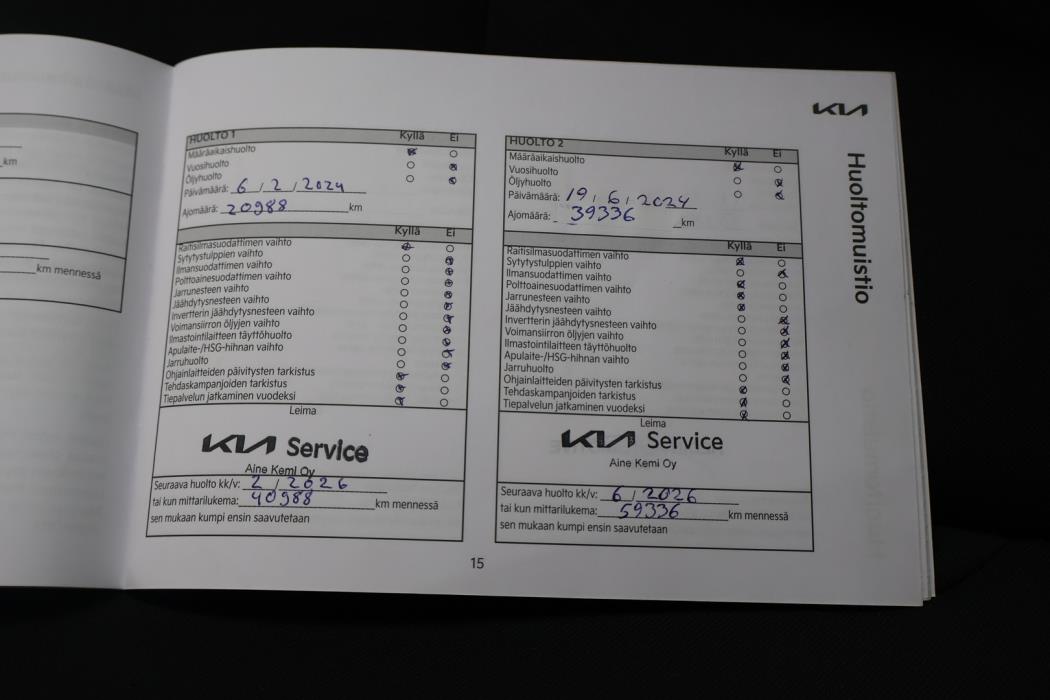 km
km mennessä
KIA
Huoltomuistio
HUOLTO 1 Kyllä Ei
Määräaikaishuolto
Vuosihuolto
Öljyhuolto
Päivämäärä: 6 / 2 / 2024
Ajomäärä: 20988 km
Kyllä Ei
Raitisilmasuodattimen vaihto
Sytytystulppien vaihto
Ilmansuodattimen vaihto
Polttoainesuodattimen vaihto
Jarrunesteen vaihto
Jäähdytysnesteen vaihto
Invertterin jäähdytysnesteen vaihto
Voimansiirron öljyjen vaihto
Ilmastointilaitteen täyttöhuolto
Apulaite-/HSG-hihnan vaihto
Jarruhuolto
Ohjainlaitteiden päivitysten tarkistus
Tehdaskampanjoiden tarkistus
Tiepalvelun jatkaminen vuodeksi
Leima
KIA Service
Aine Kemi Oy
Seuraava huolto kk/v: 2 / 2026
tai kun mittarilukema: 40988 km mennessä
sen mukaan kumpi ensin saavutetaan
HUOLTO 2 Kyllä Ei
Määräaikaishuolto
Vuosihuolto
Öljyhuolto
Päivämäärä: 19 / 6 / 2024
Ajomäärä: 39336 km
Kyllä Ei
Raitisilmasuodattimen vaihto
Sytytystulppien vaihto
Ilmansuodattimen vaihto
Polttoainesuodattimen vaihto
Jarrunesteen vaihto
Jäähdytysnesteen vaihto
Invertterin jäähdytysnesteen vaihto
Voimansiirron öljyjen vaihto
Ilmastointilaitteen täyttöhuolto
Apulaite-/HSG-hihnan vaihto
Jarruhuolto
Ohjainlaitteiden päivitysten tarkistus
Tehdaskampanjoiden tarkistus
Tiepalvelun jatkaminen vuodeksi
Leima
KIA Service
Aine Kemi Oy
Seuraava huolto kk/v: 6 / 2026
tai kun mittarilukema: 59336 km mennessä
sen mukaan kumpi ensin saavutetaan
15